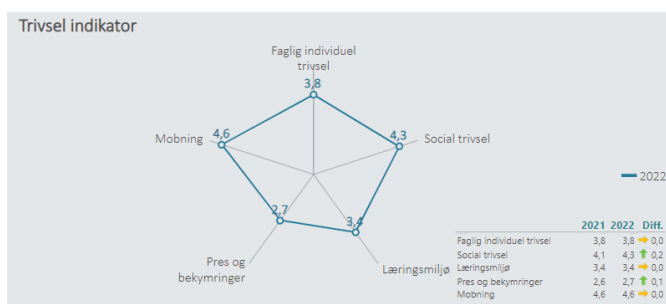 Trivsel indikator
Faglig individuel
trivsel
3,8
4,6
4,3
Mobning
Social trivsel
2022
2,7
3,4
Pres og
bekymringer
Læringsmiljø
2021 2022 Diff.
Faglig individuel trivsel 3,8 3,8 0,0
Social trivsel 4,1 4,3 0,2
Læringsmiljø 3,4 3,4 0,0
Pres og bekymringer 2,6 2,7 0,1
Mobning 4,6 4,6 0,0